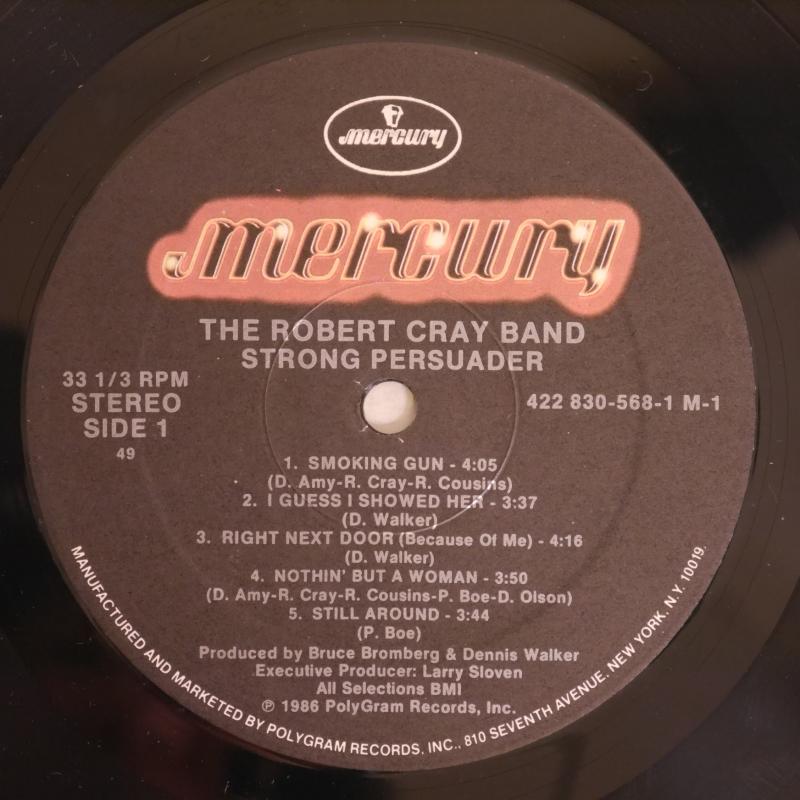 mercury
mercury
THE ROBERT CRAY BAND
STRONG PERSUADER
33 1/3 RPM
STEREO
SIDE 1
49
422 830-568-1 M-1
1. SMOKING GUN - 4:05
(D. Amy-R. Cray-R. Cousins)
2. I GUESS I SHOWED HER - 3:37
(D. Walker)
3. RIGHT NEXT DOOR (Because Of Me) - 4:16
(D. Walker)
4. NOTHIN' BUT A WOMAN - 3:50
(D. Amy-R. Cray-R. Cousins-P. Boe-D. Olson)
5. STILL AROUND - 3:44
(P. Boe)
Produced by Bruce Bromberg & Dennis Walker
Executive Producer: Larry Sloven
All Selections BMI
℗ 1986 PolyGram Records, Inc.
MANUFACTURED AND MARKETED BY POLYGRAM RECORDS, INC., 810 SEVENTH AVENUE, NEW YORK, N.Y. 10019.